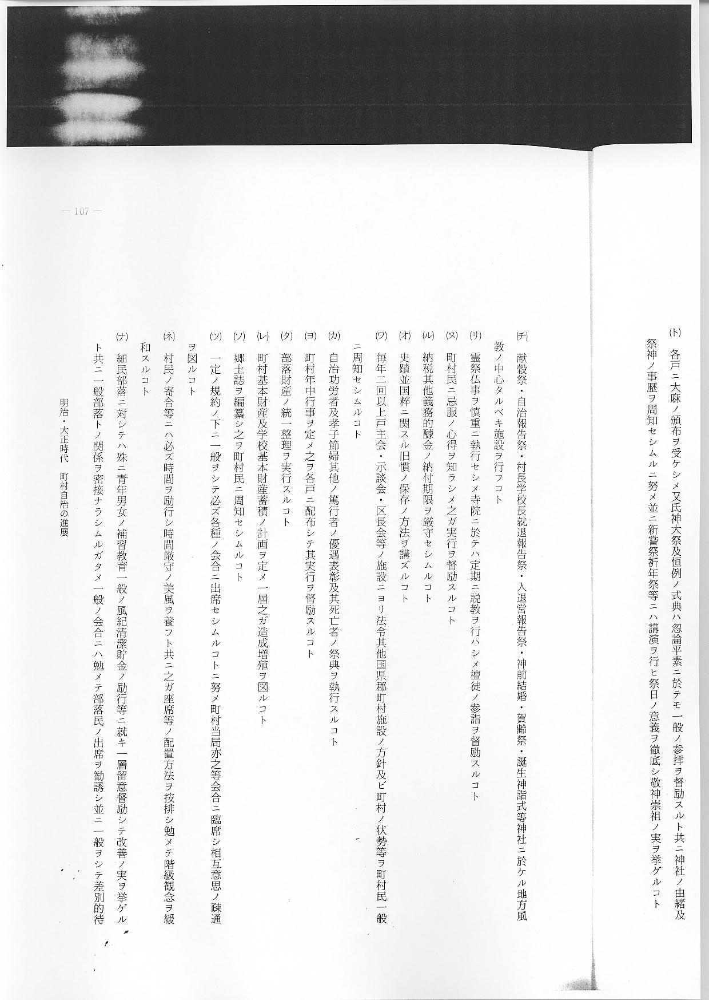 (ト)　各戸ニ大麻ノ頒布ヲ受ケシメ又氏神大祭及恒例ノ式典ハ忽論平素ニ於テモ一般ノ参拝ヲ督励スルト共ニ神社ノ由緒及
祭神ノ事歴ヲ周知セシムルニ努メ並ニ新嘗祭祈年祭等ニハ講演ヲ行ヒ祭日ノ意義ヲ徹底シ敬神崇祖ノ実ヲ挙グルコト
(チ)　献穀祭・自治報告祭・村長学校長就退報告祭・入退営報告祭・神前結婚・賀齢祭・誕生神詣式等神社ニ於ケル地方風
教ノ中心タルベキ施設ヲ行フコト
(リ)　霊祭仏事ヲ慎重ニ執行セシメ寺院ニ於テハ定期ニ説教ヲ行ハシメ檀徒ノ参詣ヲ督励スルコト
(ヌ)　町村民ニ忌服ノ心得ヲ知ラシメ之ガ実行ヲ督励スルコト
(ル)　納税其他義務的醵金ノ納付期限ヲ厳守セシムルコト
(オ)　史蹟並国粋ニ関スル旧慣ノ保存ノ方法ヲ講ズルコト
(ワ)　毎年二回以上戸主会・示談会・区長会等ノ施設ニヨリ法令其他国県郡町村施設ノ方針及ビ町村ノ状勢等ヲ町村民一般
ニ周知セシムルコト
(カ)　自治功労者及孝子節婦其他ノ篤行者ノ優遇表彰及其死亡者ノ祭典ヲ執行スルコト
(ヨ)　町村年中行事ヲ定メ之ヲ各戸ニ配布シテ其実行ヲ督励スルコト
(タ)　部落財産ノ統一整理ヲ実行スルコト
(レ)　町村基本財産及学校基本財産蓄積ノ計画ヲ定メ一層之ガ造成増殖ヲ図ルコト
(ソ)　郷土誌ヲ編纂シ之ヲ町村民ニ周知セシムルコト
(ツ)　一定ノ規約ノ下ニ一般ヲシテ必ズ各種ノ会合ニ出席セシムルコトニ努メ町村当局亦之等会合ニ臨席シ相互意思ノ疎通
ヲ図ルコト
(ネ)　村民ノ寄合等ニハ必ズ時間ヲ励行シ時間厳守ノ美風ヲ養フト共ニ之ガ座席等ノ配置方法ヲ按排シ勉メテ階級観念ヲ緩
和スルコト
(ナ)　細民部落ニ対シテハ殊ニ青年男女ノ補習教育一般ノ風紀清潔貯金ノ励行等ニ就キ一層留意督励シテ改善ノ実ヲ挙ゲル
ト共ニ一般部落トノ関係ヲ密接ナラシムルガタメ一般ノ会合ニハ勉メテ部落民ノ出席ヲ勧誘シ並ニ一般ヲシテ差別的待
明治・大正時代　町村自治の進展
— 107 —